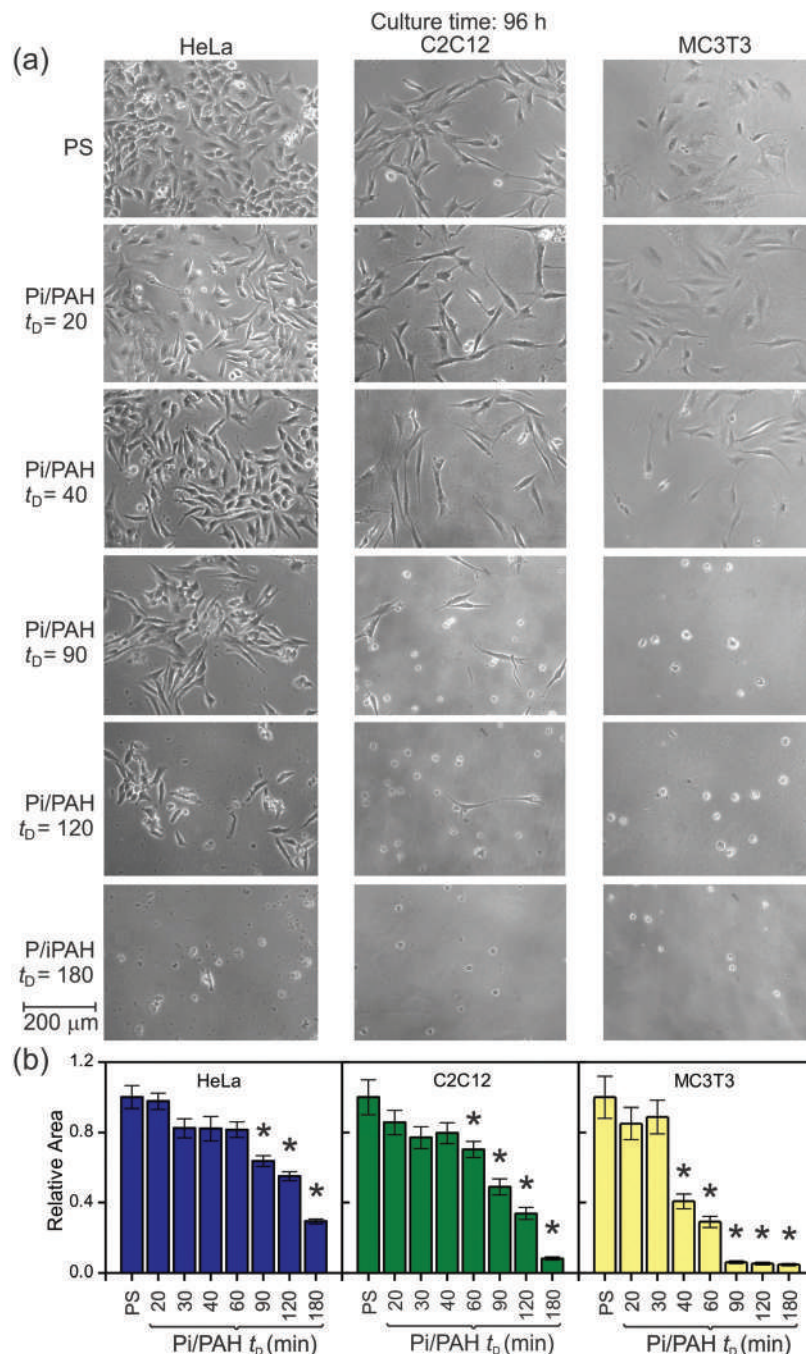 Culture time: 96 h
HeLa C2C12 MC3T3
(a)
PS
Pi/PAH
tD= 20
Pi/PAH
tD= 40
Pi/PAH
tD= 90
Pi/PAH
tD= 120
P/iPAH
tD= 180
200 µm
(b)
1.2
0.8
0.4
0.0
Relative Area
HeLa C2C12 MC3T3
* * *
* * * *
* * * * *
PS 20 30 40 60 90 120 180 PS 20 30 40 60 90 120 180 PS 20 30 40 60 90 120 180
Pi/PAH tD (min) Pi/PAH tD (min) Pi/PAH tD (min)